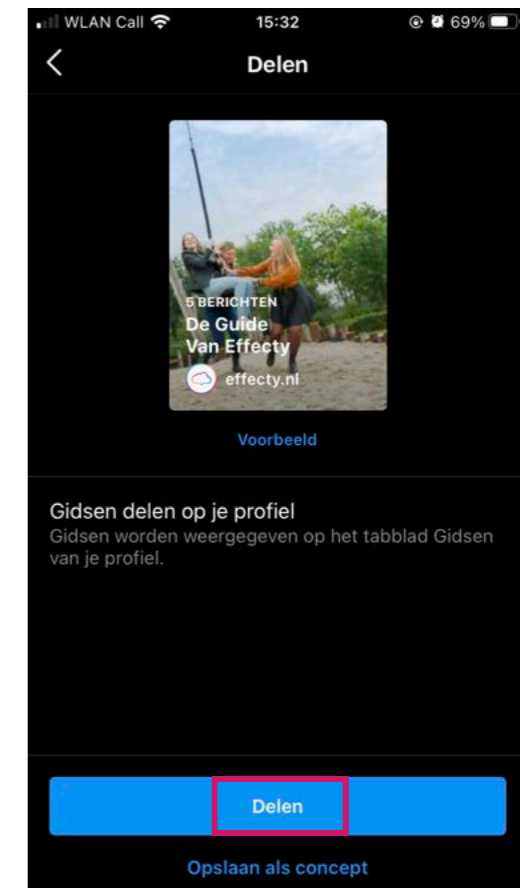 WLAN Call 15:32 69%
Delen
5 BERICHTEN
De Guide
Van Effecty
effecty.nl
Voorbeeld
Gidsen delen op je profiel
Gidsen worden weergegeven op het tabblad Gidsen
van je profiel.
Delen
Opslaan als concept